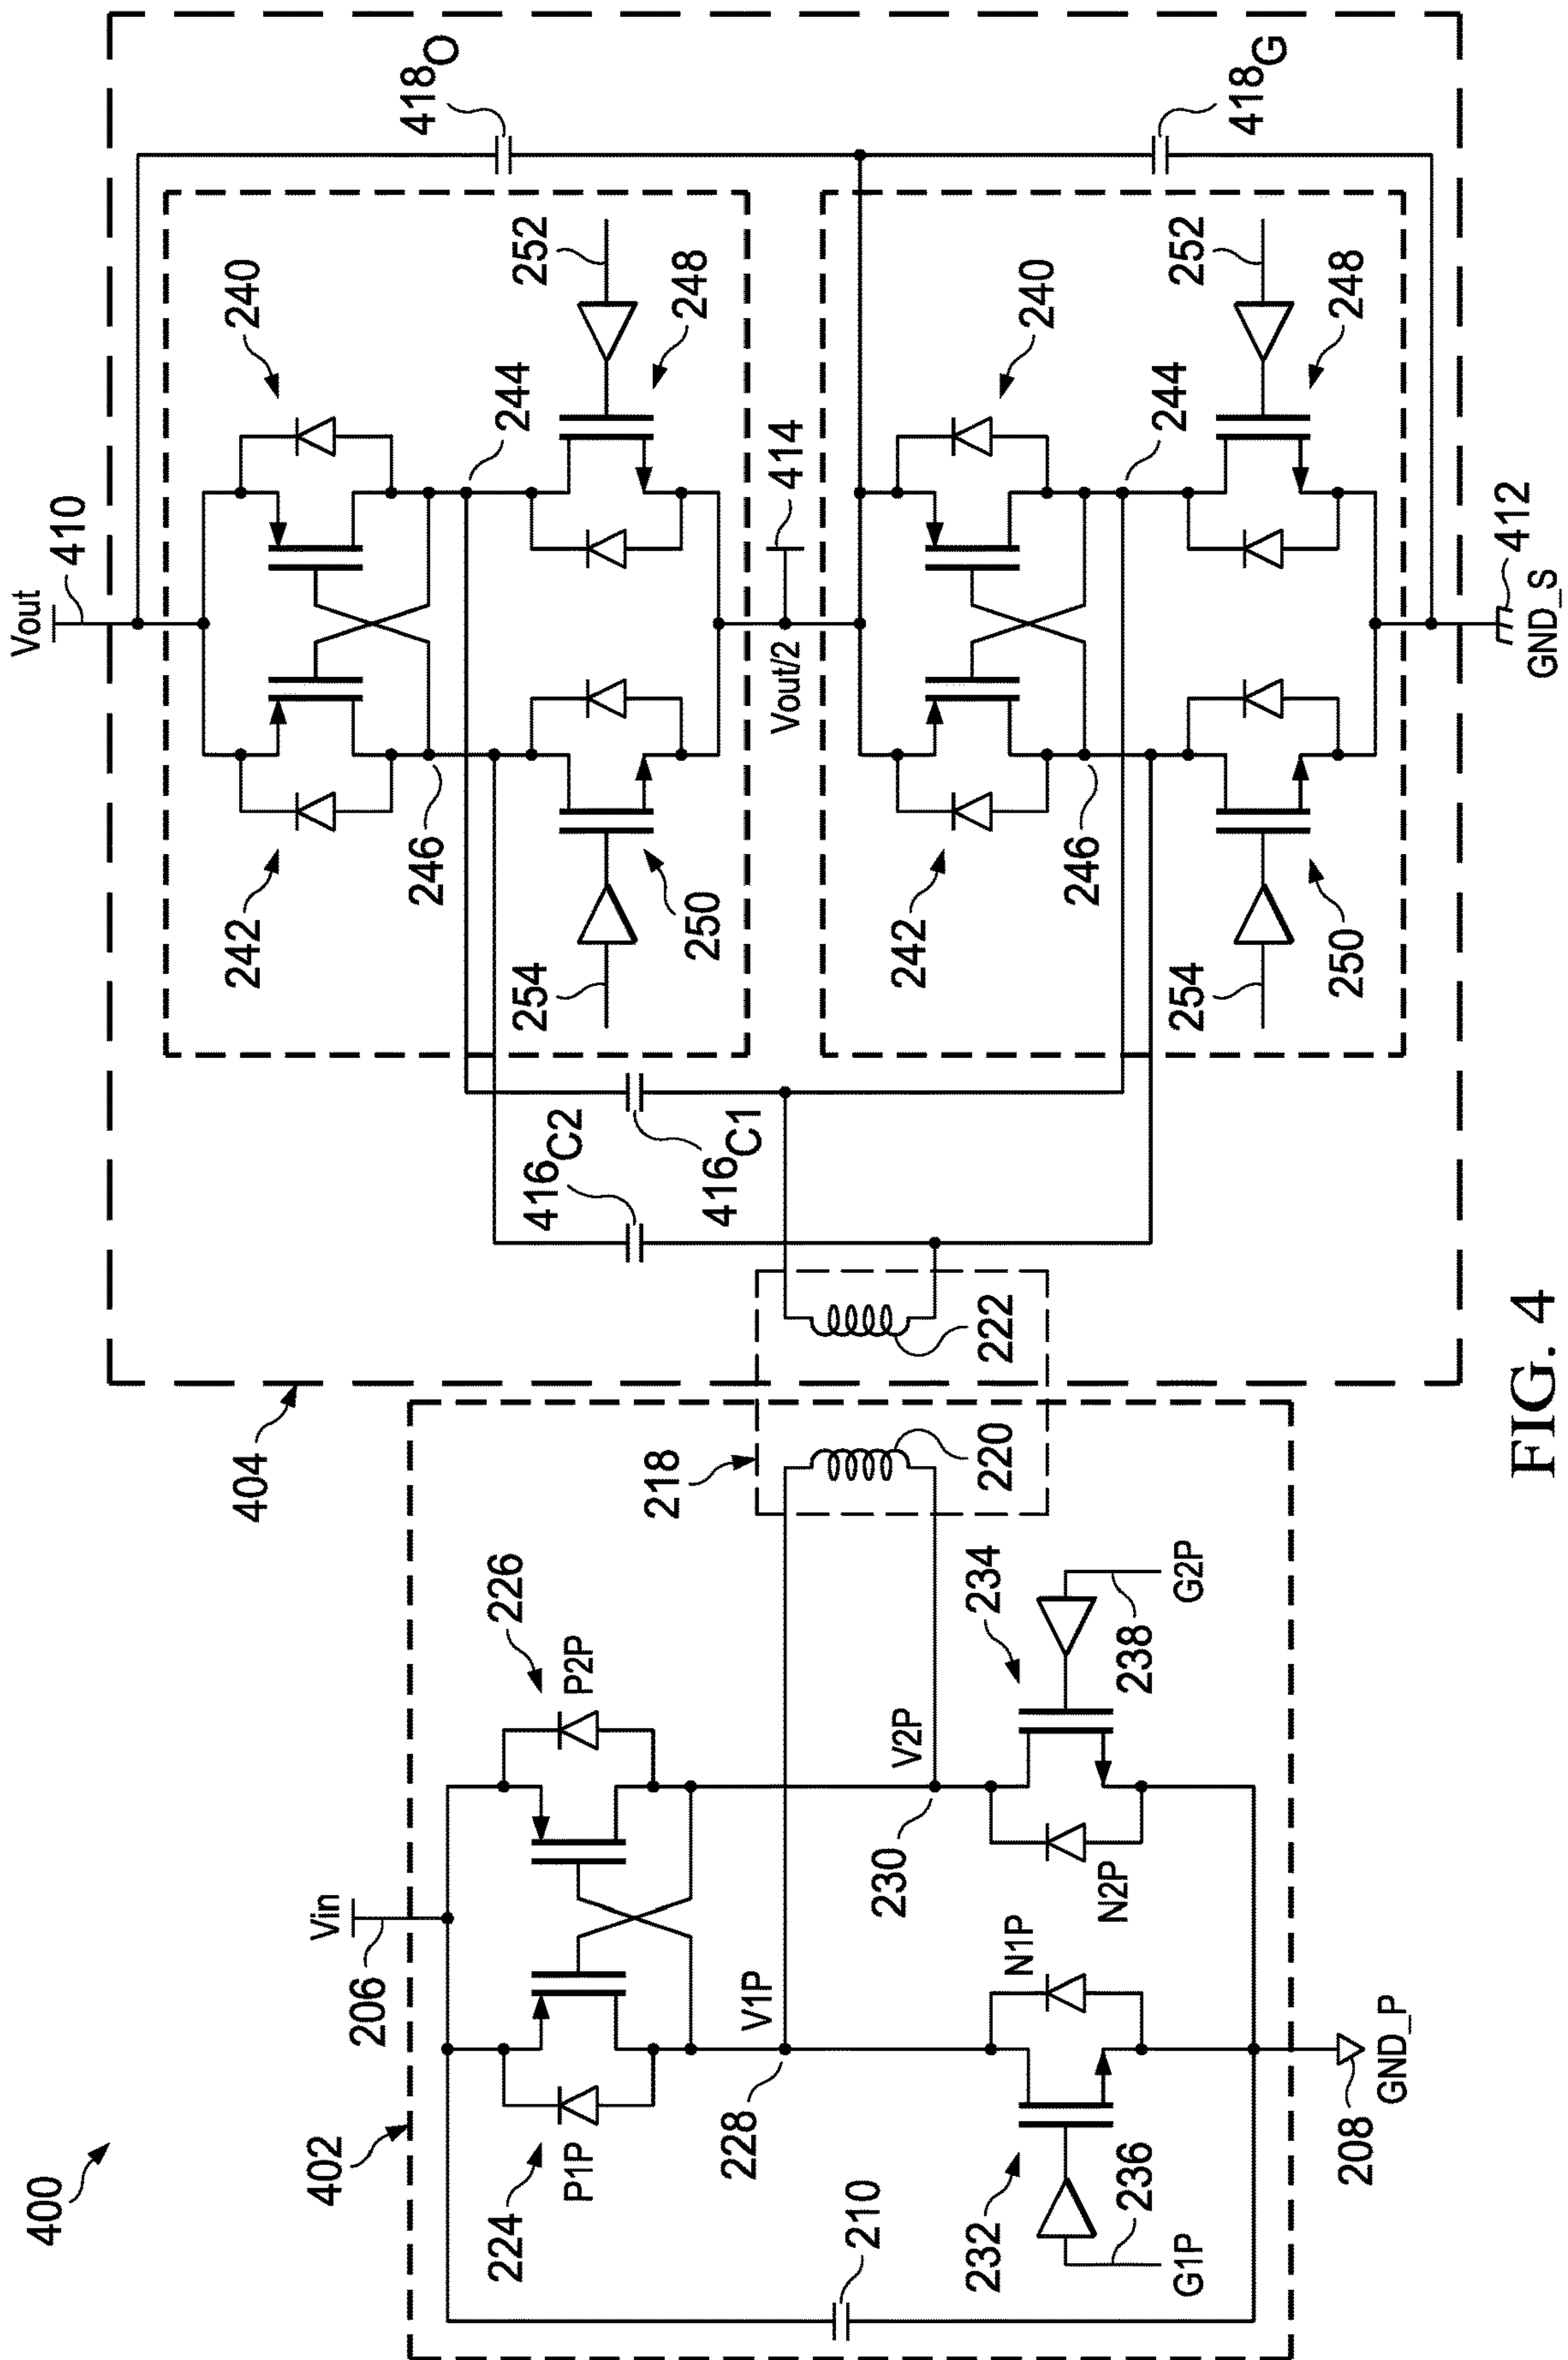 400
402
404
Vin
206
224
P1P
226
P2P
210
V1P
228
V2P
230
218
220
222
232
N1P
N2P
234
236
G1P
238
G2P
208
GND_P
Vout
410
418O
242
240
246
244
254
250
252
248
416C2
416C1
Vout/2
414
242
240
246
244
254
250
252
248
418G
412
GND_S
FIG. 4